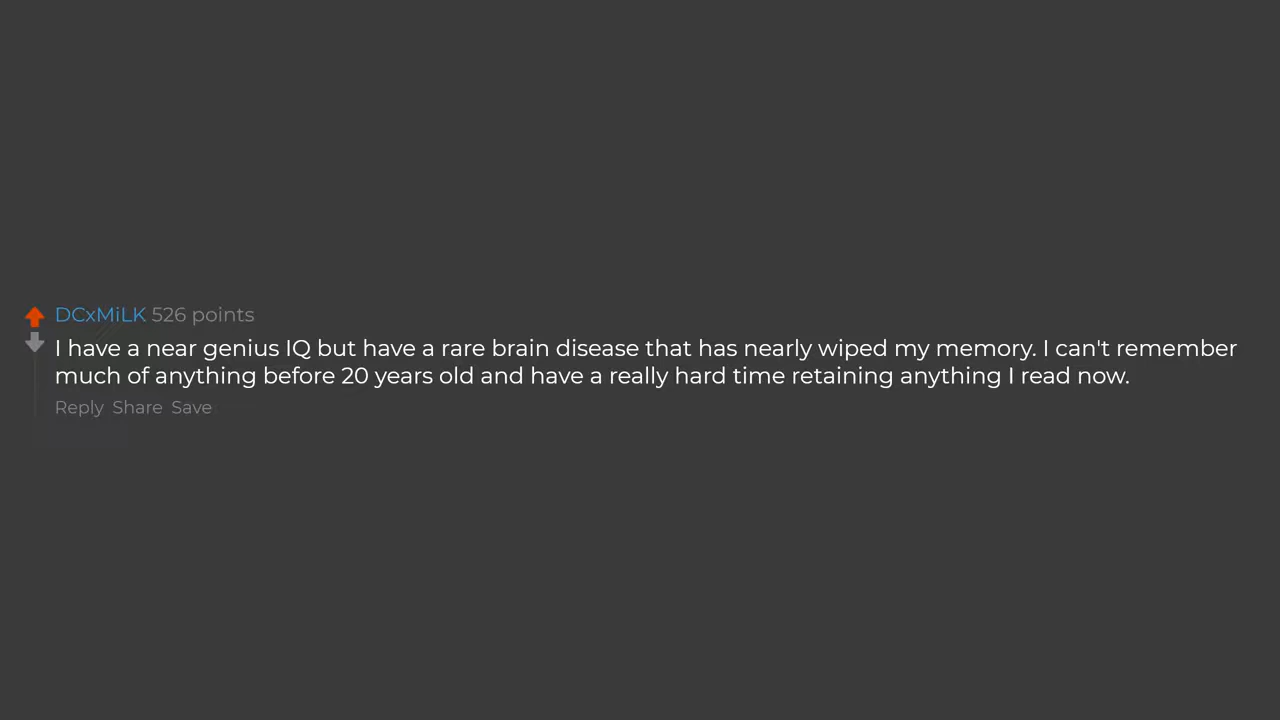 DCxMiLK 526 points
I have a near genius IQ but have a rare brain disease that has nearly wiped my memory. I can't remember
much of anything before 20 years old and have a really hard time retaining anything I read now.
Reply Share Save